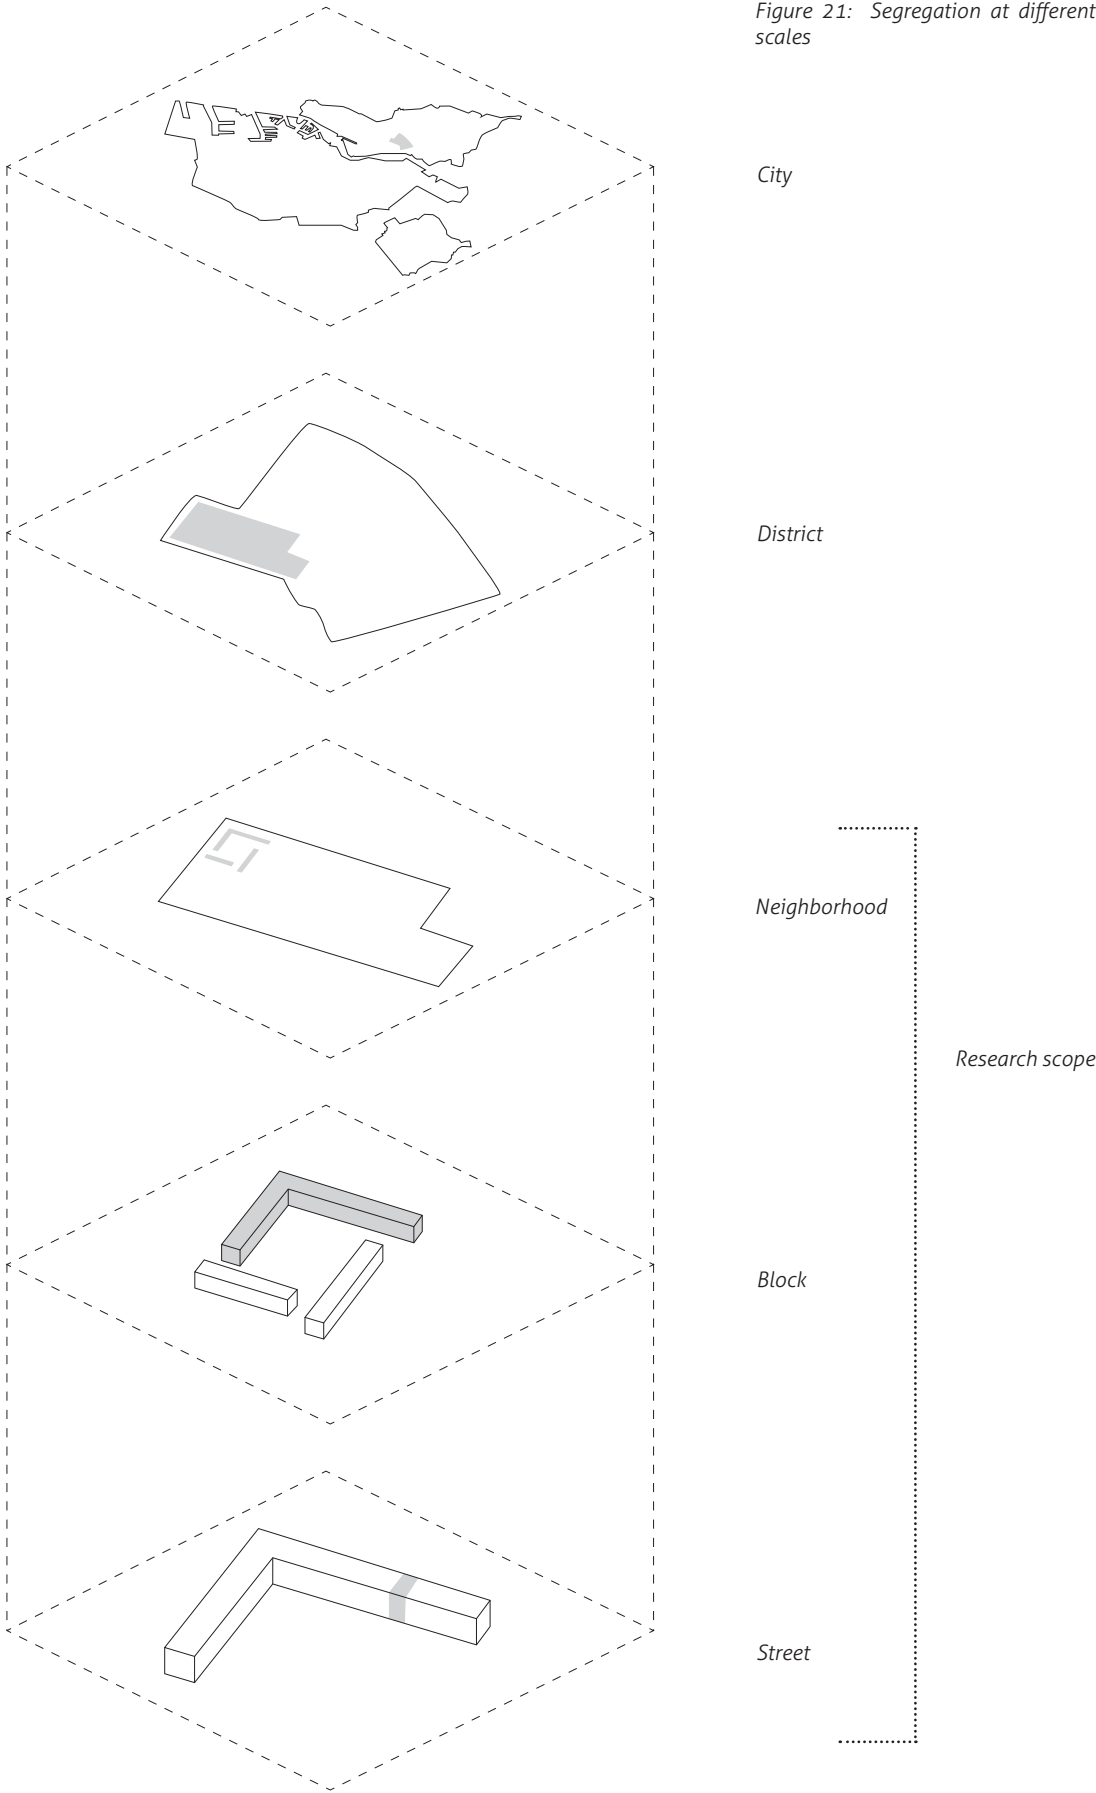 Figure 21: Segregation at different
scales
City
District
Neighborhood
Research scope
Block
Street